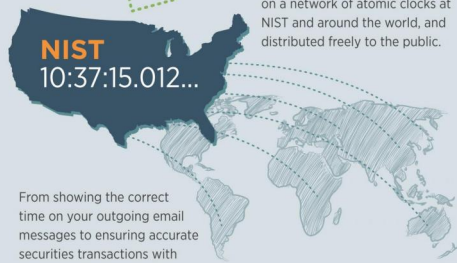 on a network of atomic clocks at
NIST and around the world, and
distributed freely to the public.
NIST
10:37:15.012...
From showing the correct
time on your outgoing email
messages to ensuring accurate
securities transactions with